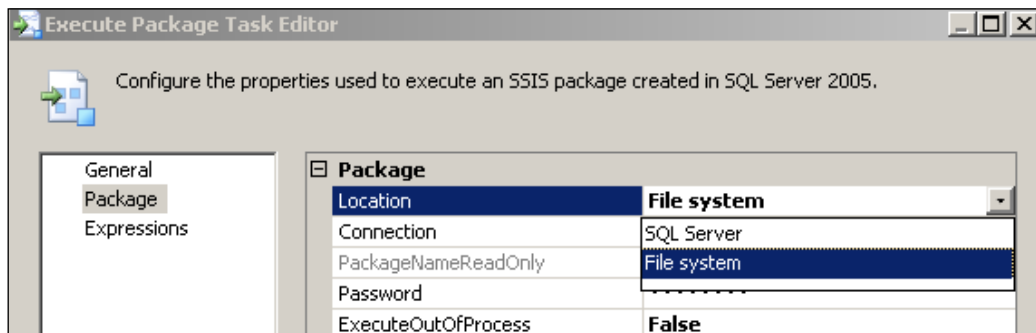 Execute Package Task Editor
Configure the properties used to execute an SSIS package created in SQL Server 2005.
General
Package
Expressions
Package
Location File system
Connection SQL Server
PackageNameReadOnly File system
Password ********
ExecuteOutOfProcess False